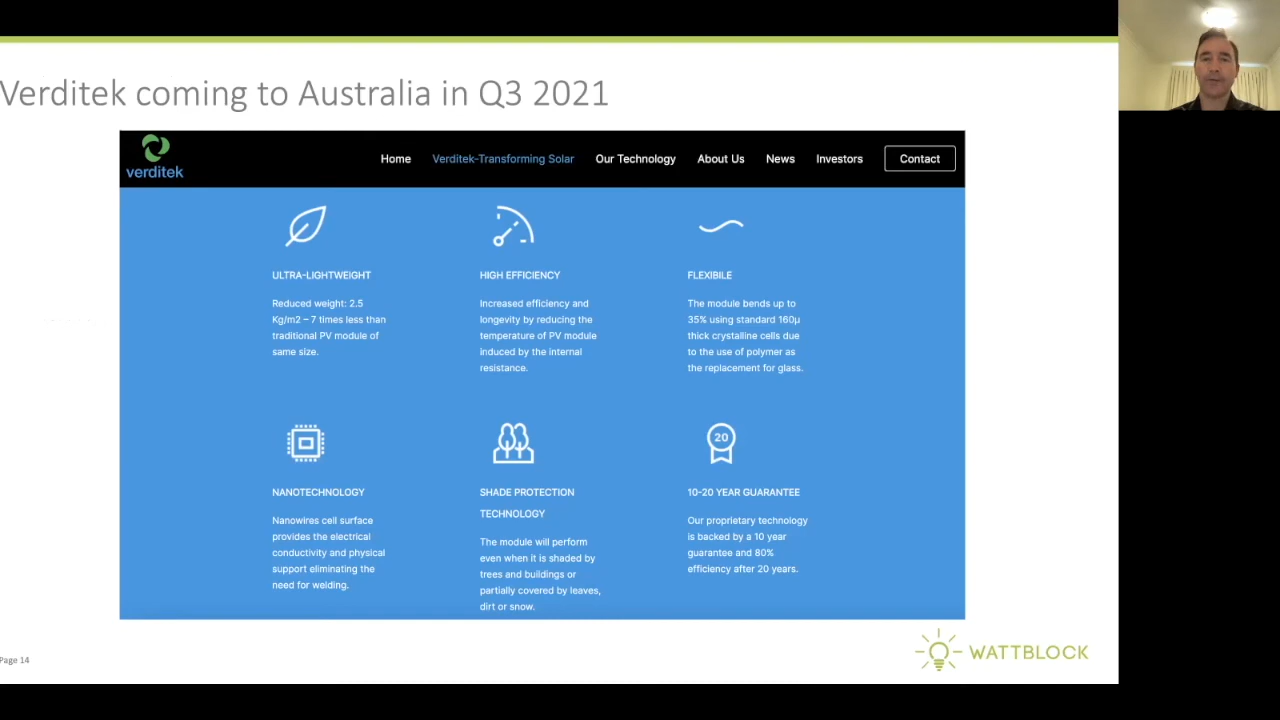 Verditek coming to Australia in Q3 2021
verditek
Home
Verditek-Transforming Solar
Our Technology
About Us
News
Investors
Contact
ULTRA-LIGHTWEIGHT
Reduced weight: 2.5
Kg/m2 – 7 times less than
traditional PV module of
same size.
HIGH EFFICIENCY
Increased efficiency and
longevity by reducing the
temperature of PV module
induced by the internal
resistance.
FLEXIBILE
The module bends up to
35% using standard 160µ
thick crystalline cells due
to the use of polymer as
the replacement for glass.
NANOTECHNOLOGY
Nanowires cell surface
provides the electrical
conductivity and physical
support eliminating the
need for welding.
SHADE PROTECTION
TECHNOLOGY
The module will perform
even when it is shaded by
trees and buildings or
partially covered by leaves,
dirt or snow.
20
10-20 YEAR GUARANTEE
Our proprietary technology
is backed by a 10 year
guarantee and 80%
efficiency after 20 years.
Page 14
WATTBLOCK